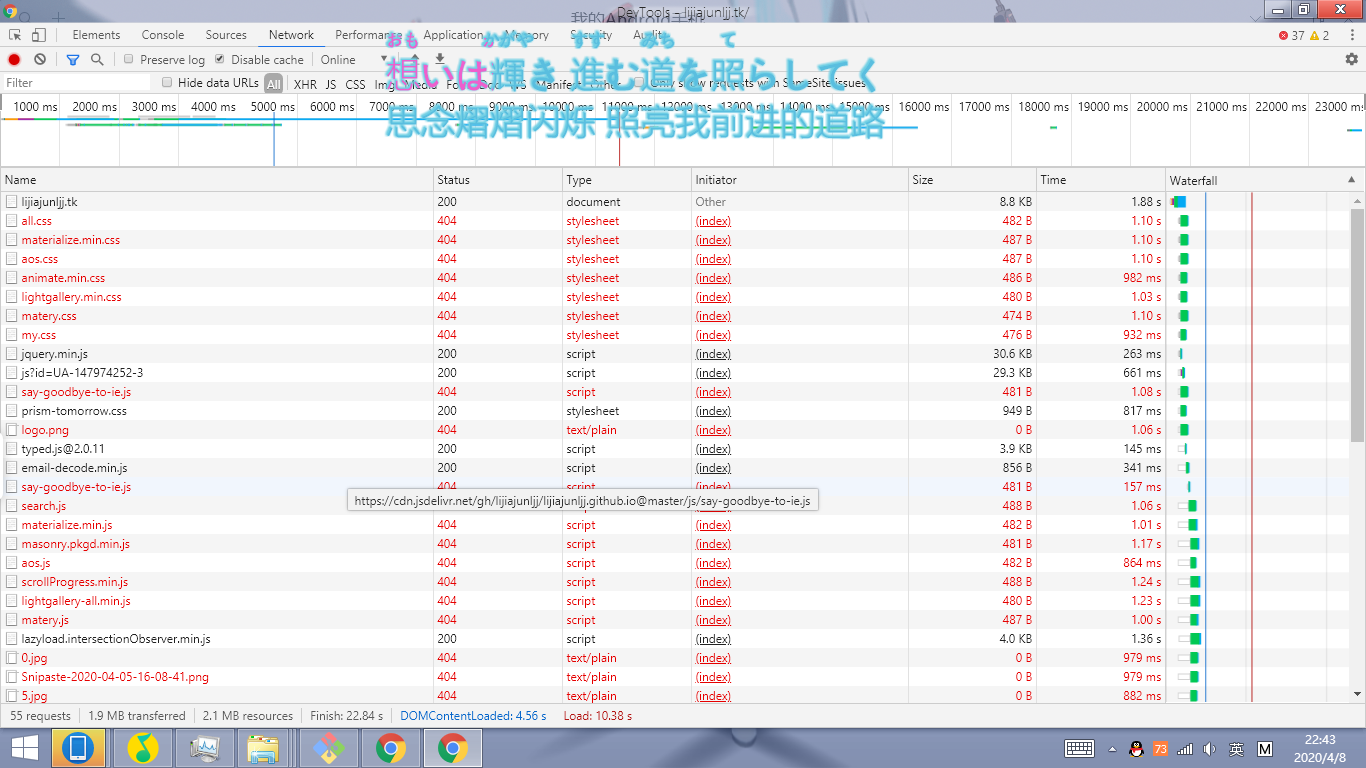 DevTools - lijiajunljj.tk/
Elements Console Sources Network Performance Application Memory Security Audits 37 2
Preserve log Disable cache Online
Filter Hide data URLs All XHR JS CSS Img Media Font Doc WS Manifest Other Only show requests with SameSite issues
おも かがや すす みち て
想いは輝き 進む道を照らしてく
思念熠熠闪烁 照亮我前进的道路
1000 ms 2000 ms 3000 ms 4000 ms 5000 ms 6000 ms 7000 ms 8000 ms 9000 ms 10000 ms 11000 ms 12000 ms 13000 ms 14000 ms 15000 ms 16000 ms 17000 ms 18000 ms 19000 ms 20000 ms 21000 ms 22000 ms 23000 ms
Name Status Type Initiator Size Time Waterfall
lijiajunljj.tk 200 document Other 8.8 KB 1.88 s
all.css 404 stylesheet (index) 482 B 1.10 s
materialize.min.css 404 stylesheet (index) 487 B 1.10 s
aos.css 404 stylesheet (index) 487 B 1.10 s
animate.min.css 404 stylesheet (index) 486 B 982 ms
lightgallery.min.css 404 stylesheet (index) 480 B 1.03 s
matery.css 404 stylesheet (index) 474 B 1.10 s
my.css 404 stylesheet (index) 476 B 932 ms
jquery.min.js 200 script (index) 30.6 KB 263 ms
js?id=UA-147974252-3 200 script (index) 29.3 KB 661 ms
say-goodbye-to-ie.js 404 script (index) 481 B 1.08 s
prism-tomorrow.css 200 stylesheet (index) 949 B 817 ms
logo.png 404 text/plain (index) 0 B 1.06 s
typed.js@2.0.11 200 script (index) 3.9 KB 145 ms
email-decode.min.js 200 script (index) 856 B 341 ms
say-goodbye-to-ie.js 404 script (index) 481 B 157 ms
https://cdn.jsdelivr.net/gh/lijiajunljj/lijiajunljj.github.io@master/js/say-goodbye-to-ie.js
search.js (index) 488 B 1.06 s
materialize.min.js 404 script (index) 482 B 1.01 s
masonry.pkgd.min.js 404 script (index) 481 B 1.17 s
aos.js 404 script (index) 482 B 864 ms
scrollProgress.min.js 404 script (index) 488 B 1.24 s
lightgallery-all.min.js 404 script (index) 480 B 1.23 s
matery.js 404 script (index) 487 B 1.00 s
lazyload.intersectionObserver.min.js 200 script (index) 4.0 KB 1.36 s
0.jpg 404 text/plain (index) 0 B 979 ms
Snipaste-2020-04-05-16-08-41.png 404 text/plain (index) 0 B 979 ms
5.jpg 404 text/plain (index) 0 B 882 ms
55 requests 1.9 MB transferred 2.1 MB resources Finish: 22.84 s DOMContentLoaded: 4.56 s Load: 10.38 s
73 英 M 22:43
2020/4/8